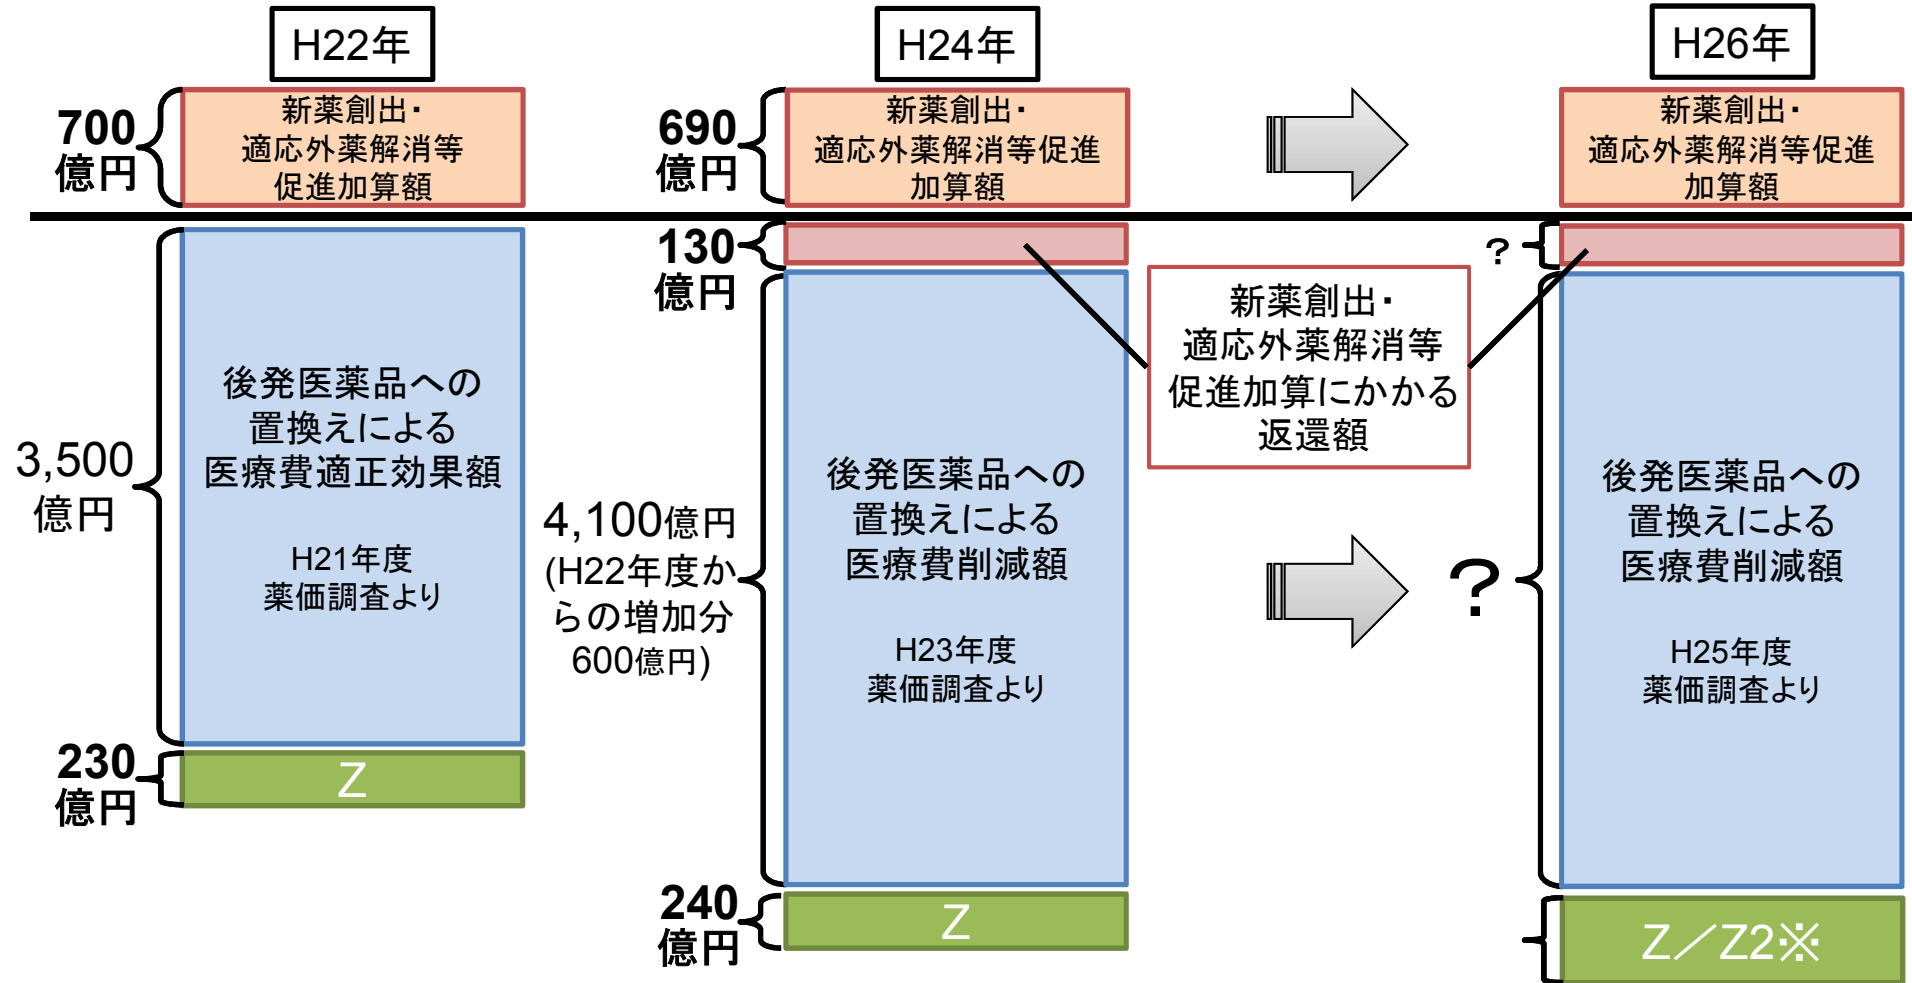 H22年
700
億円
新薬創出・
適応外薬解消等
促進加算額
3,500
億円
後発医薬品への
置換えによる
医療費適正効果額
H21年度
薬価調査より
230
億円
Z
H24年
690
億円
新薬創出・
適応外薬解消等促進
加算額
130
億円
4,100億円
(H22年度か
らの増加分
600億円)
後発医薬品への
置換えによる
医療費削減額
H23年度
薬価調査より
240
億円
Z
新薬創出・
適応外薬解消等
促進加算にかかる
返還額
H26年
新薬創出・
適応外薬解消等促進
加算額
?
?
後発医薬品への
置換えによる
医療費削減額
H25年度
薬価調査より
Z/Z2※